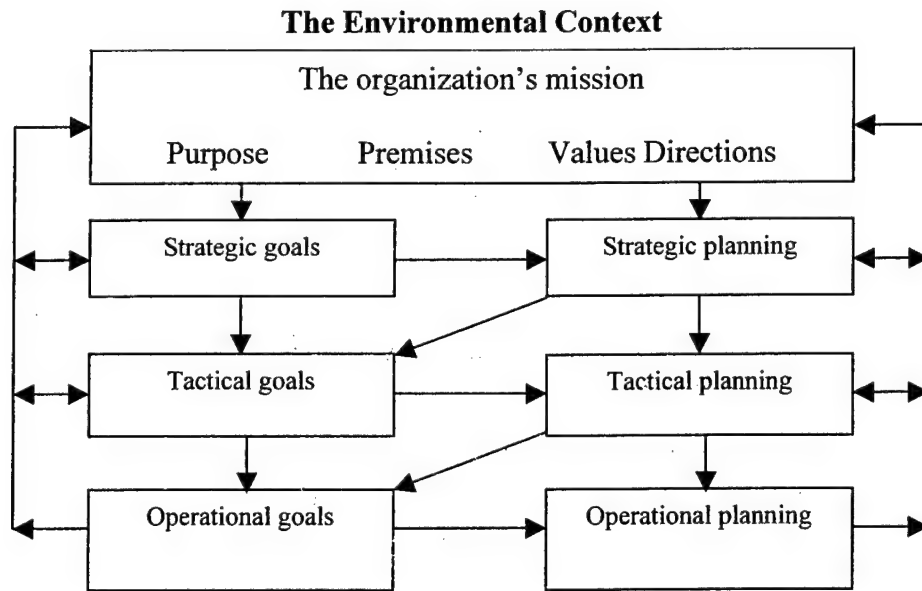 The Environmental Context
The organization's mission
Purpose Premises Values Directions
Strategic goals Strategic planning
Tactical goals Tactical planning
Operational goals Operational planning